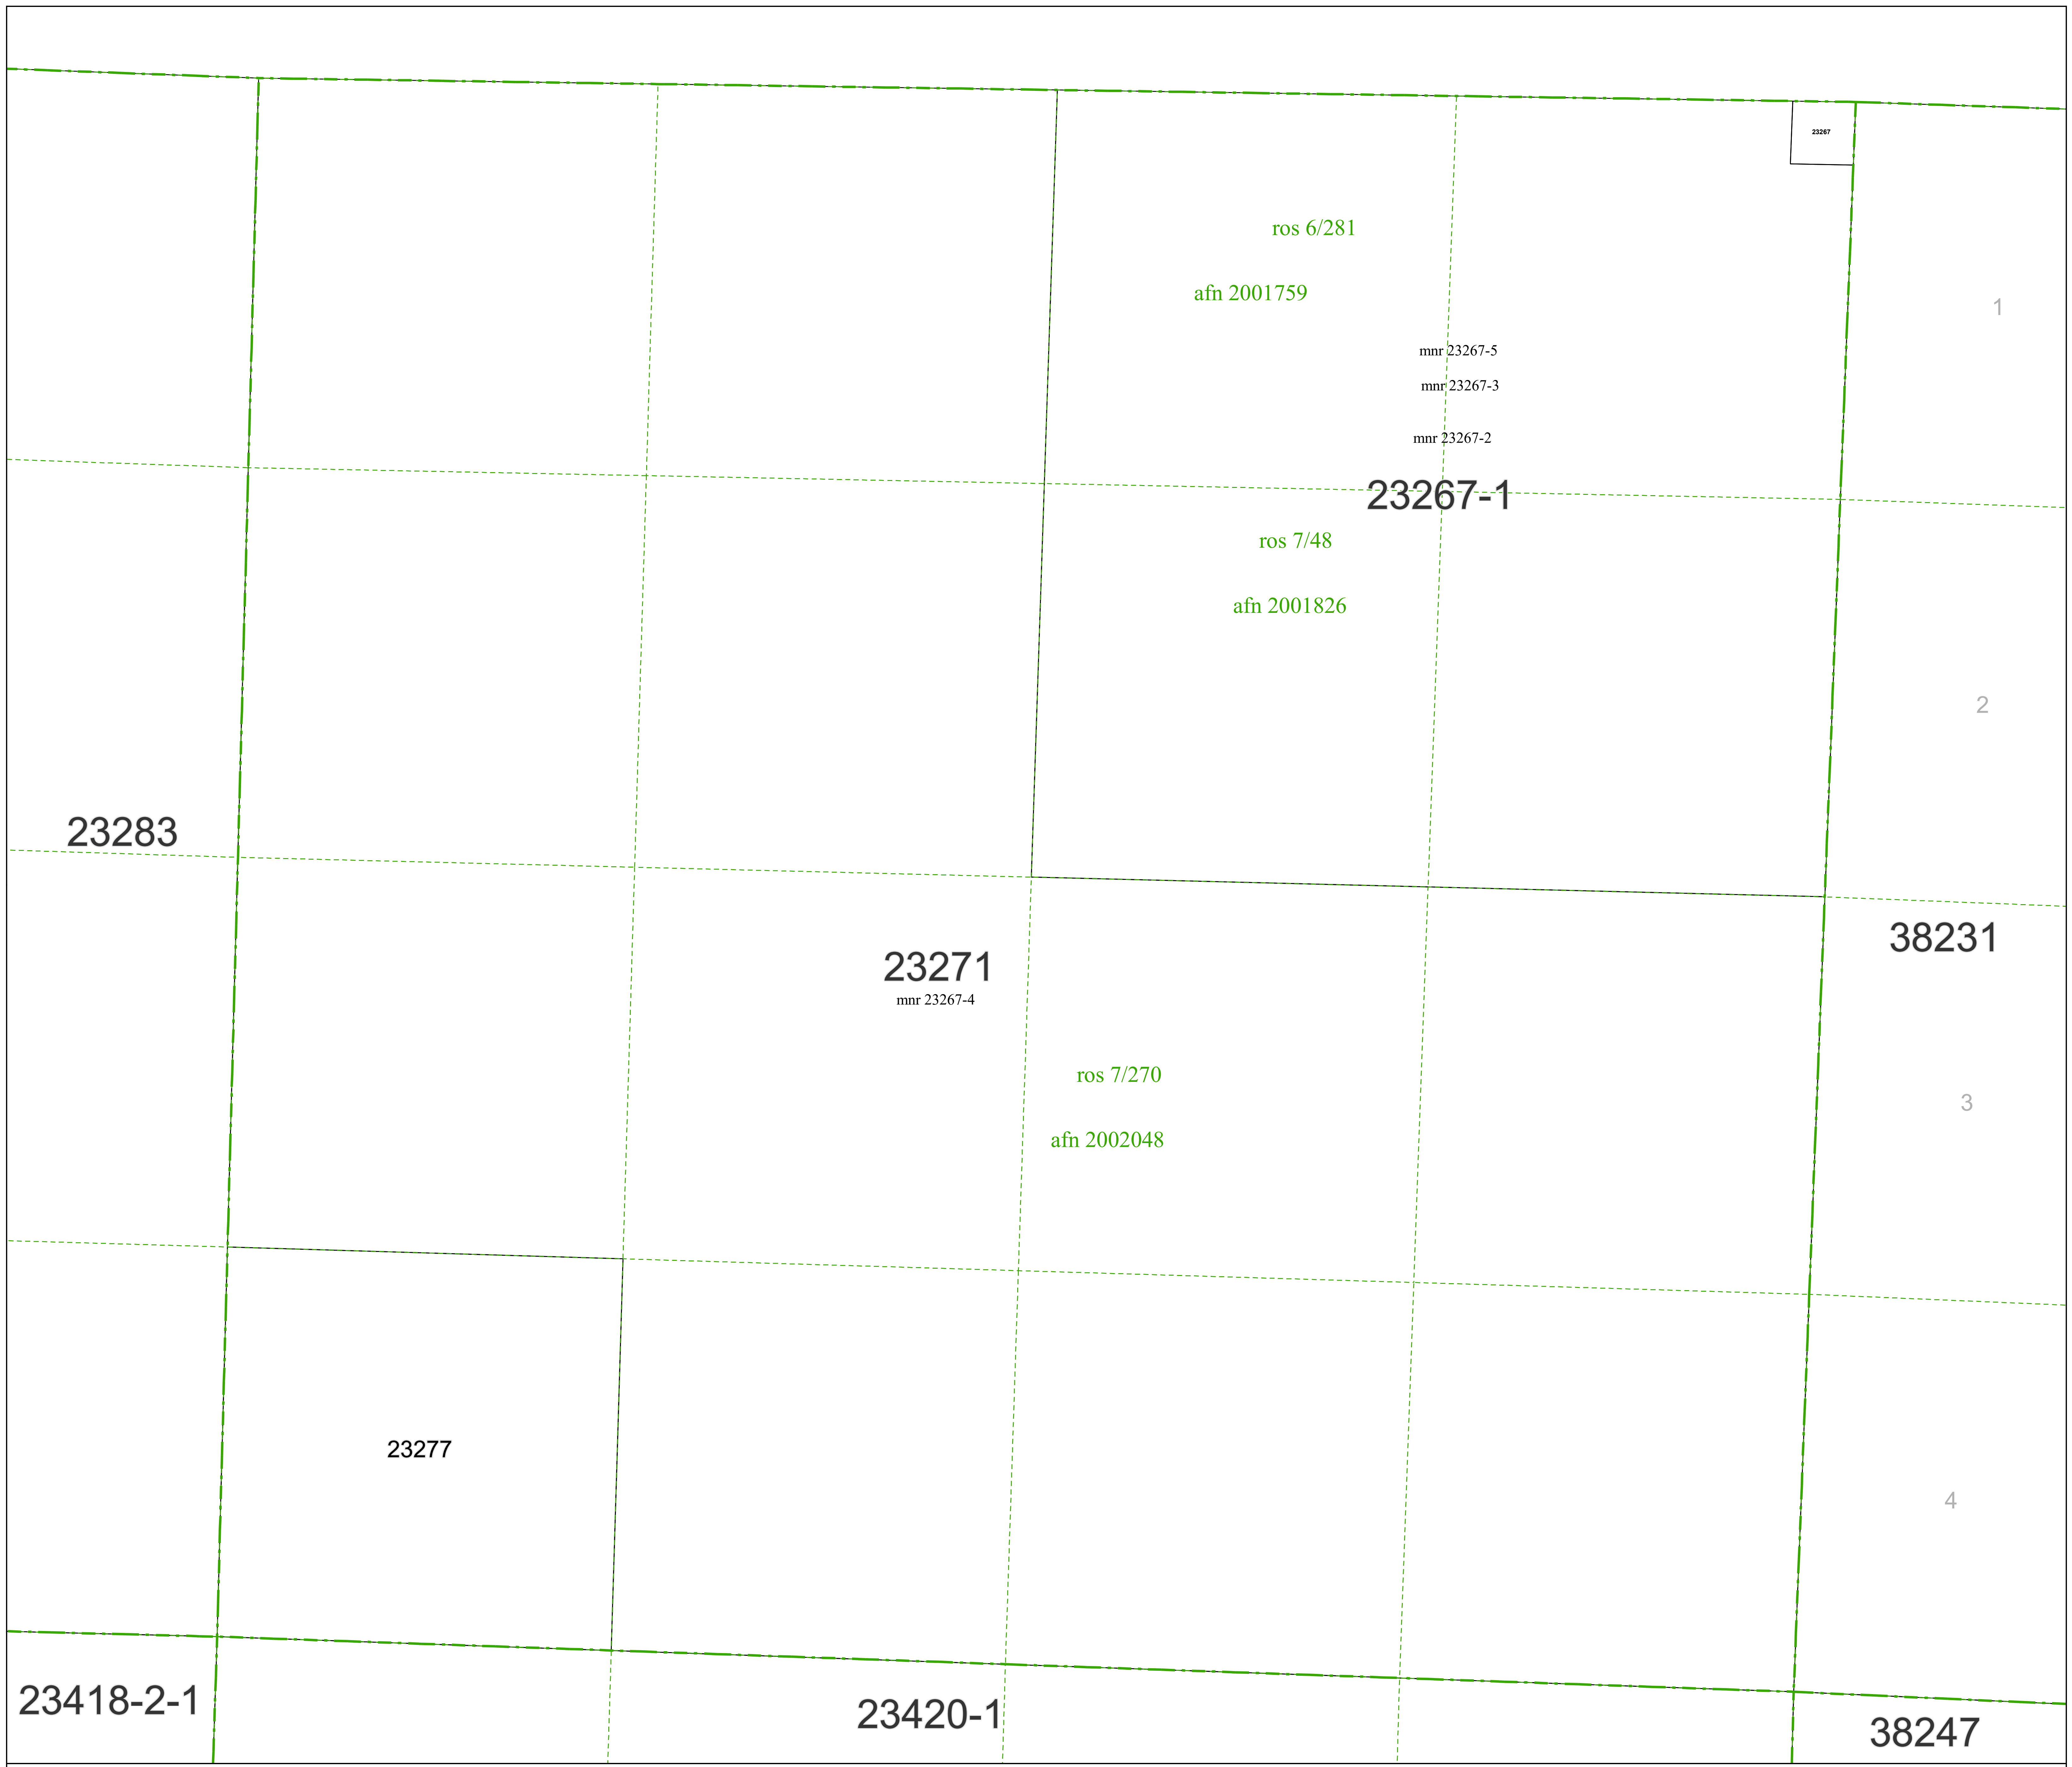 23267
ros 6/281
afn 2001759
1
mnr 23267-5
mnr 23267-3
mnr 23267-2
23267-1
ros 7/48
afn 2001826
2
23283
38231
23271
mnr 23267-4
ros 7/270
3
afn 2002048
23277
4
23418-2-1
23420-1
38247